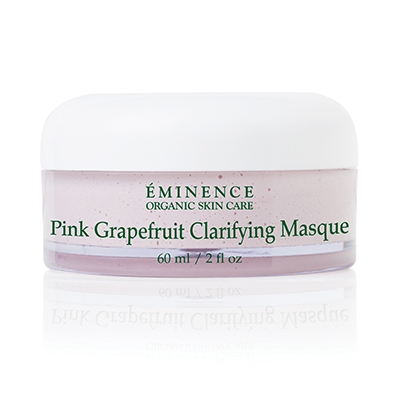 ÉMINENCE
ORGANIC SKIN CARE
Pink Grapefruit Clarifying Masque
60 ml / 2 fl oz